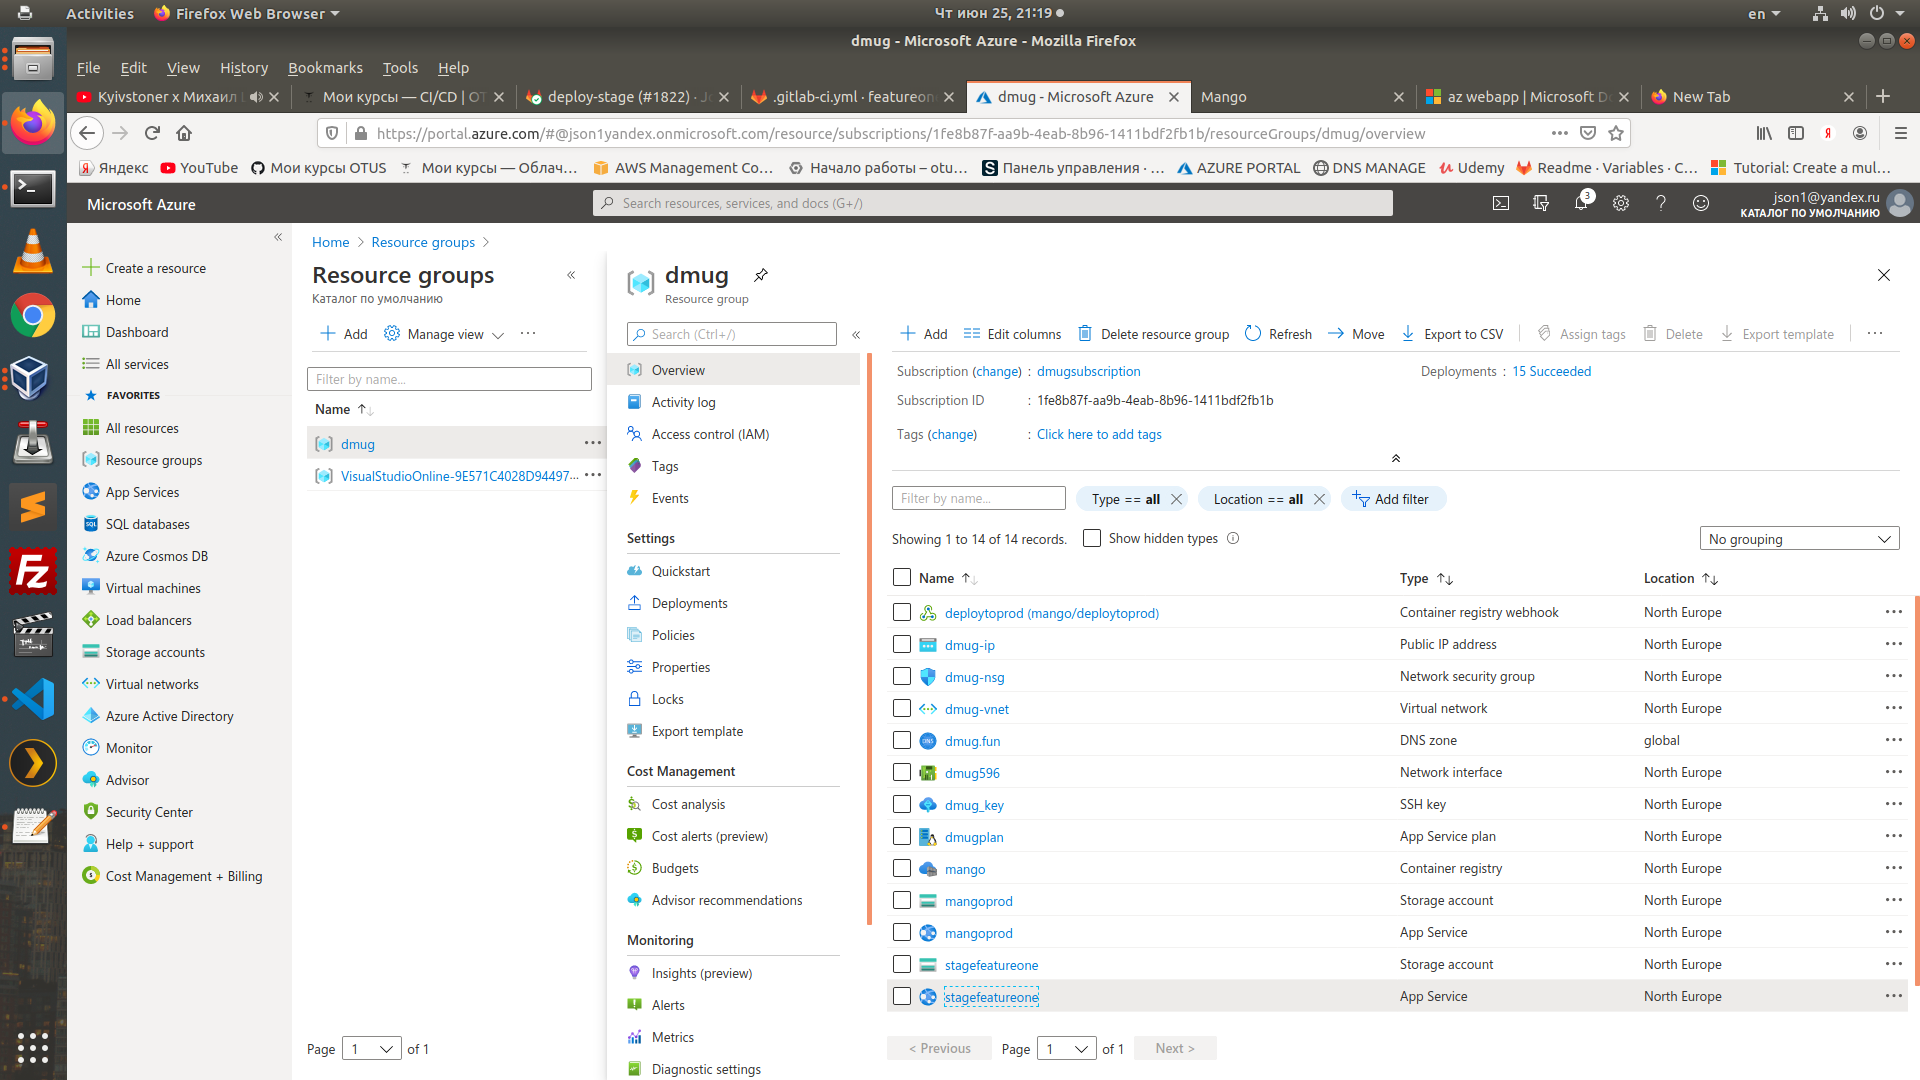 Activities
Firefox Web Browser
Чт июн 25, 21:19
en
dmug - Microsoft Azure - Mozilla Firefox
File Edit View History Bookmarks Tools Help
Kyivstoner x Михаил
Мои курсы — CI/CD | ОТ
deploy-stage (#1822) · Jo
.gitlab-ci.yml · featureon
dmug - Microsoft Azure
Mango
az webapp | Microsoft Do
New Tab
https://portal.azure.com/#@json1yandex.onmicrosoft.com/resource/subscriptions/1fe8b87f-aa9b-4eab-8b96-1411bdf2fb1b/resourceGroups/dmug/overview
Яндекс
YouTube
Мои курсы OTUS
Мои курсы — Облач…
AWS Management Co…
Начало работы – otu…
Панель управления · …
AZURE PORTAL
DNS MANAGE
Udemy
Readme · Variables · C…
Tutorial: Create a mul…
Microsoft Azure
Search resources, services, and docs (G+/)
3
json1@yandex.ru
КАТАЛОГ ПО УМОЛЧАНИЮ
Create a resource
Home
Dashboard
All services
FAVORITES
All resources
Resource groups
App Services
SQL databases
Azure Cosmos DB
Virtual machines
Load balancers
Storage accounts
Virtual networks
Azure Active Directory
Monitor
Advisor
Security Center
Help + support
Cost Management + Billing
Home > Resource groups >
Resource groups
Каталог по умолчанию
Add
Manage view
Filter by name...
Name
dmug
VisualStudioOnline-9E571C4028D94497···
Page 1 of 1
dmug
Resource group
Search (Ctrl+/)
Overview
Activity log
Access control (IAM)
Tags
Events
Settings
Quickstart
Deployments
Policies
Properties
Locks
Export template
Cost Management
Cost analysis
Cost alerts (preview)
Budgets
Advisor recommendations
Monitoring
Insights (preview)
Alerts
Metrics
Diagnostic settings
Add
Edit columns
Delete resource group
Refresh
Move
Export to CSV
Assign tags
Delete
Export template
Subscription (change) : dmugsubscription
Deployments : 15 Succeeded
Subscription ID : 1fe8b87f-aa9b-4eab-8b96-1411bdf2fb1b
Tags (change) : Click here to add tags
Filter by name...
Type == all
Location == all
Add filter
Showing 1 to 14 of 14 records.
Show hidden types
No grouping
Name Type Location
deploytoprod (mango/deploytoprod) Container registry webhook North Europe
dmug-ip Public IP address North Europe
dmug-nsg Network security group North Europe
dmug-vnet Virtual network North Europe
dmug.fun DNS zone global
dmug596 Network interface North Europe
dmug_key SSH key North Europe
dmugplan App Service plan North Europe
mango Container registry North Europe
mangoprod Storage account North Europe
mangoprod App Service North Europe
stagefeatureone Storage account North Europe
stagefeatureone App Service North Europe
< Previous Page 1 of 1 Next >